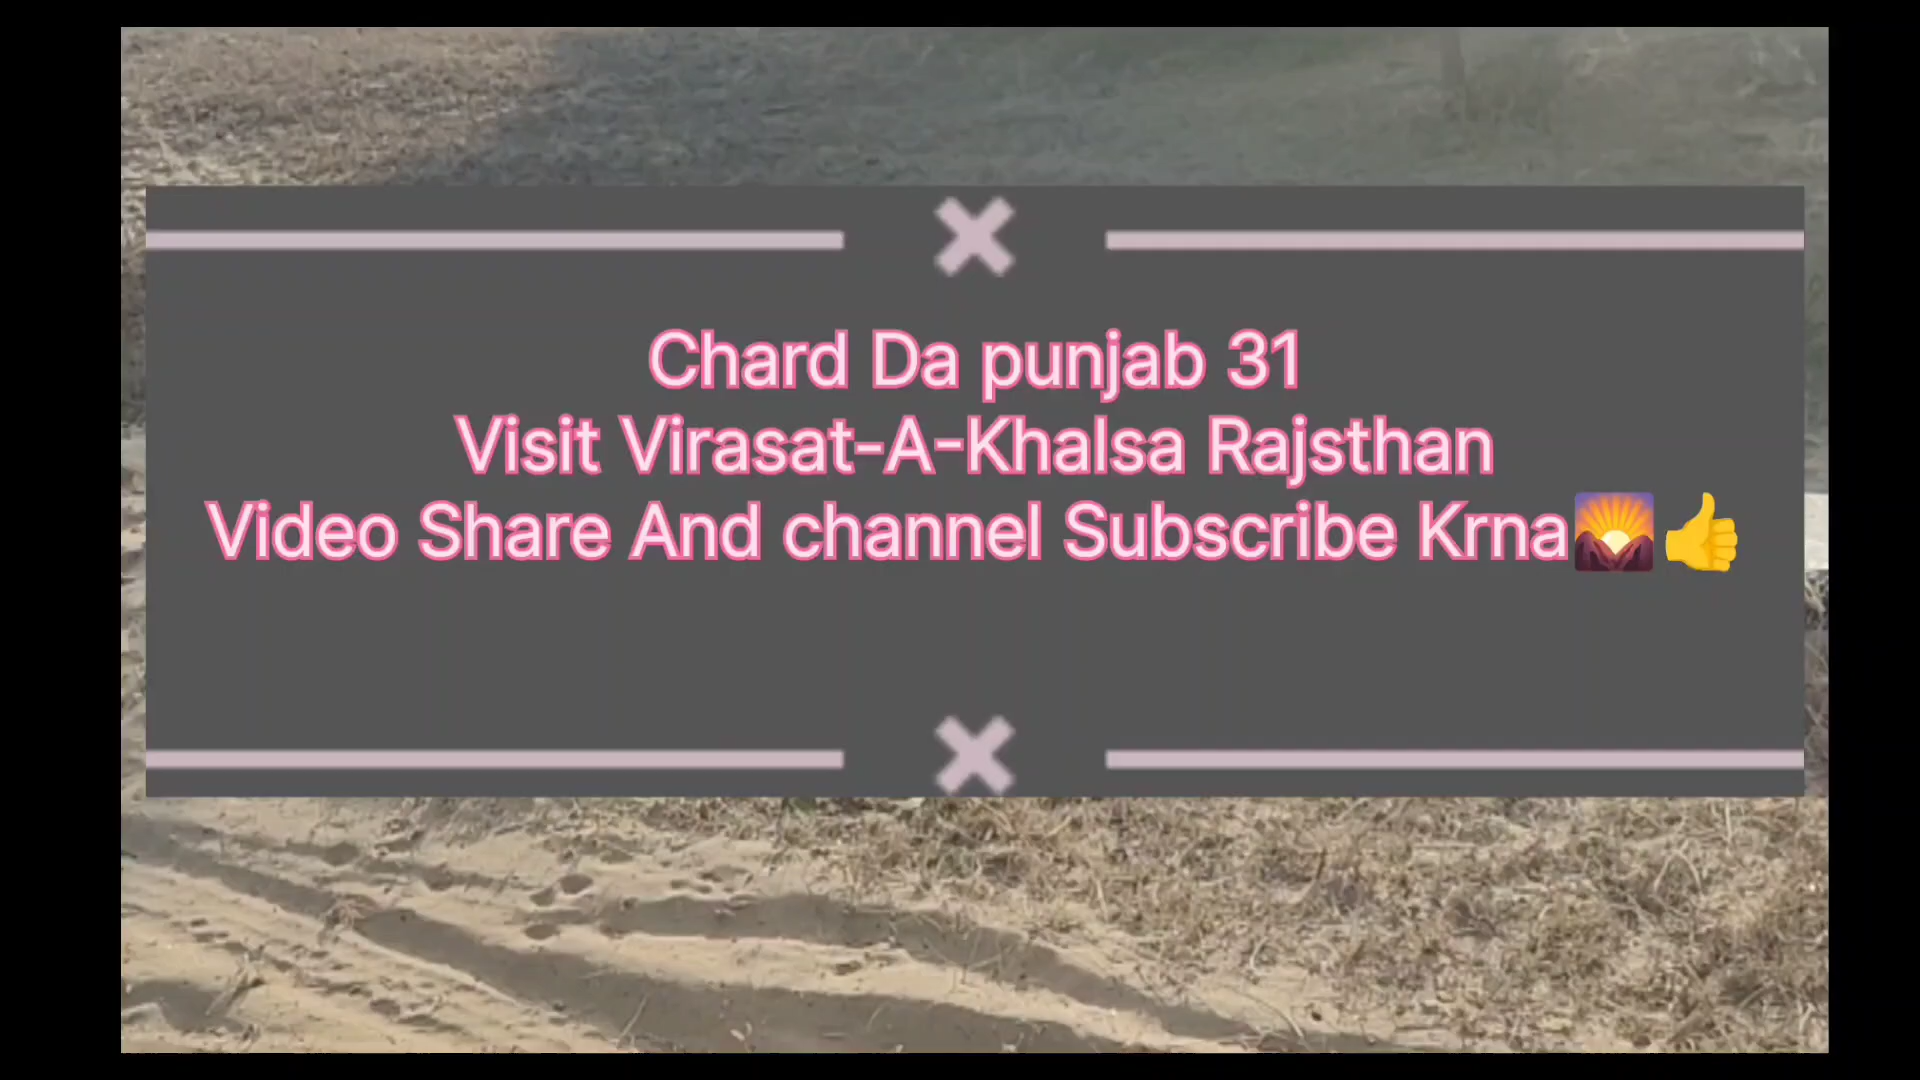 Chard Da punjab 31
Visit Virasat-A-Khalsa Rajsthan
Video Share And channel Subscribe Krna🌄👍